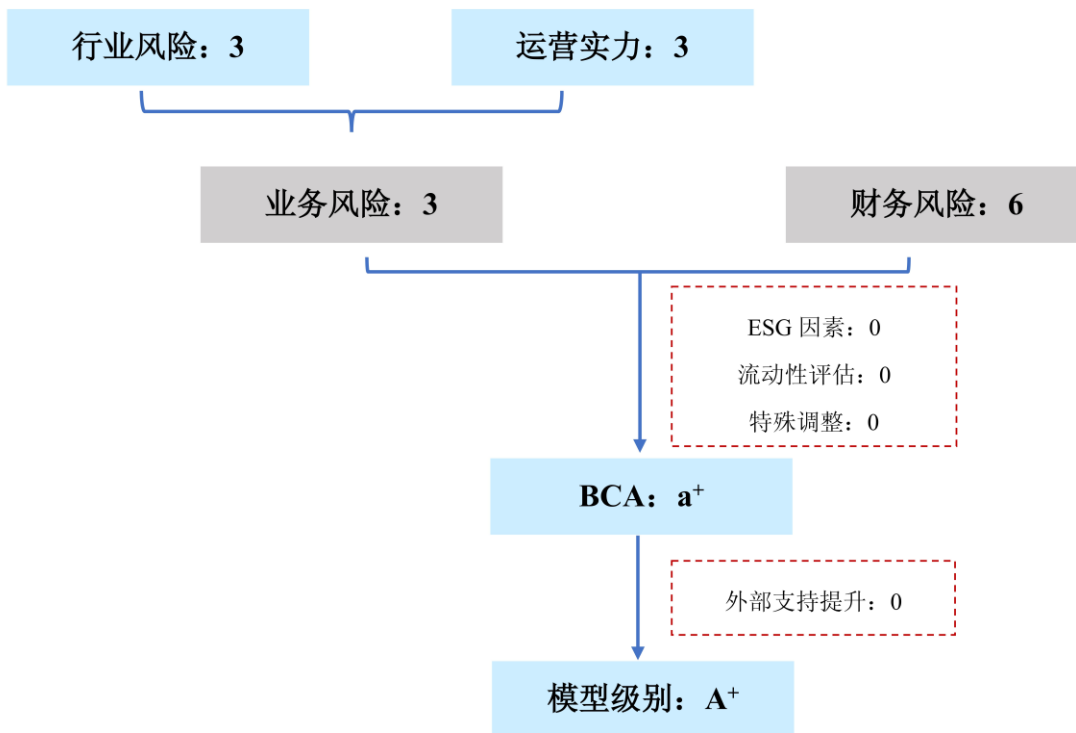 行业风险：3
运营实力：3
业务风险：3
财务风险：6
ESG 因素：0
流动性评估：0
特殊调整：0
BCA：a⁺
外部支持提升：0
模型级别：A⁺